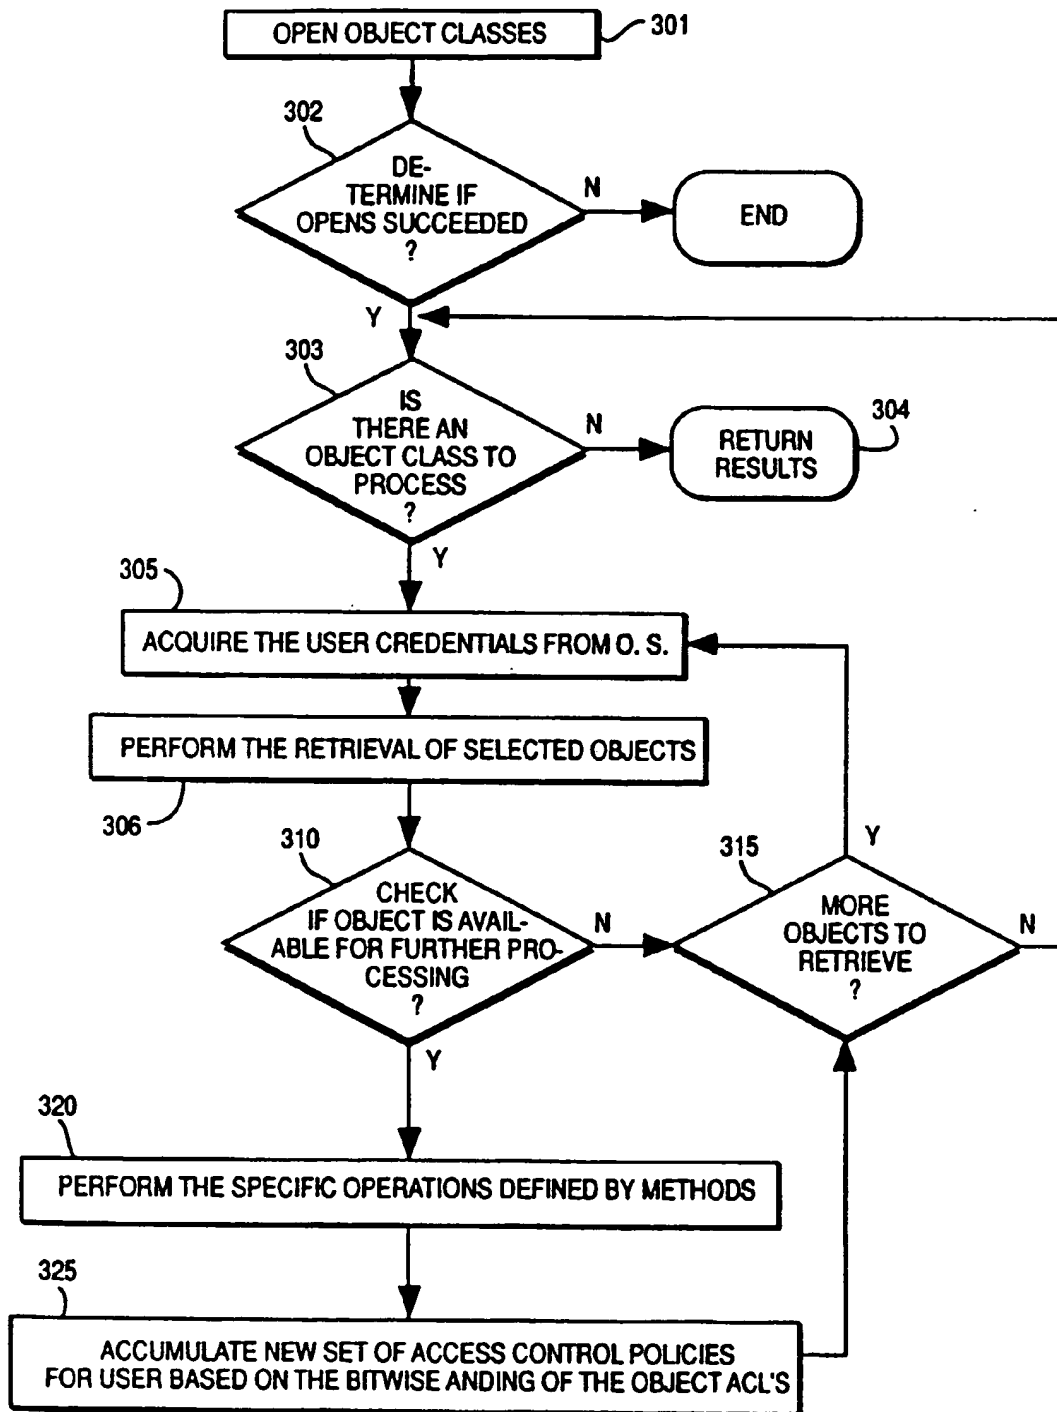 OPEN OBJECT CLASSES
301
302
DE-
TERMINE IF
OPENS SUCCEEDED
?
N
END
Y
303
IS
THERE AN
OBJECT CLASS TO
PROCESS
?
N
304
RETURN
RESULTS
Y
305
ACQUIRE THE USER CREDENTIALS FROM O. S.
PERFORM THE RETRIEVAL OF SELECTED OBJECTS
306
310
CHECK
IF OBJECT IS AVAIL-
ABLE FOR FURTHER PRO-
CESSING
?
N
315
Y
MORE
OBJECTS TO
RETRIEVE
?
N
Y
320
PERFORM THE SPECIFIC OPERATIONS DEFINED BY METHODS
325
ACCUMULATE NEW SET OF ACCESS CONTROL POLICIES
FOR USER BASED ON THE BITWISE ANDING OF THE OBJECT ACL'S